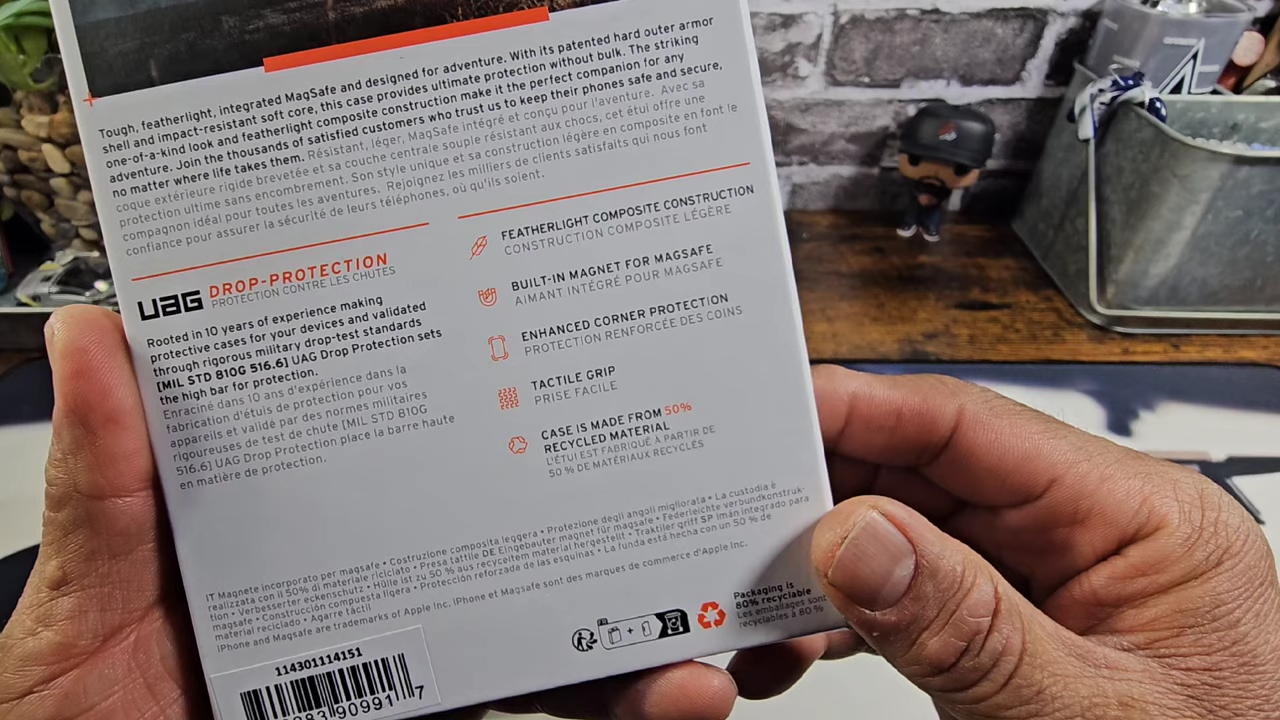 Tough, featherlight, integrated MagSafe and designed for adventure. With its patented hard outer armor
shell and impact-resistant soft core, this case provides ultimate protection without bulk. The striking
one-of-a-kind look and featherlight composite construction make it the perfect companion for any
adventure. Join the thousands of satisfied customers who trust us to keep their phones safe and secure,
no matter where life takes them. Résistant, léger, MagSafe intégré et conçu pour l'aventure. Avec sa
coque extérieure rigide brevetée et sa couche centrale souple résistant aux chocs, cet étui offre une
protection ultime sans encombrement. Son style unique et sa construction légère en composite en font le
compagnon idéal pour toutes les aventures. Rejoignez les milliers de clients satisfaits qui nous font
confiance pour assurer la sécurité de leurs téléphones, où qu'ils soient.
UAG DROP-PROTECTION
PROTECTION CONTRE LES CHUTES
Rooted in 10 years of experience making
protective cases for your devices and validated
through rigorous military drop-test standards
[MIL STD 810G 516.6] UAG Drop Protection sets
the high bar for protection.
Enraciné dans 10 ans d'expérience dans la
fabrication d'étuis de protection pour vos
appareils et validé par des normes militaires
rigoureuses de test de chute [MIL STD 810G
516.6] UAG Drop Protection place la barre haute
en matière de protection.
FEATHERLIGHT COMPOSITE CONSTRUCTION
CONSTRUCTION COMPOSITE LÉGÈRE
BUILT-IN MAGNET FOR MAGSAFE
AIMANT INTÉGRÉ POUR MAGSAFE
ENHANCED CORNER PROTECTION
PROTECTION RENFORCÉE DES COINS
TACTILE GRIP
PRISE FACILE
CASE IS MADE FROM 50%
RECYCLED MATERIAL
L'ÉTUI EST FABRIQUÉ À PARTIR DE
50 % DE MATÉRIAUX RECYCLÉS
IT Magnete incorporato per magsafe • Costruzione composita leggera • Protezione degli angoli migliorata • La custodia è
realizzata con il 50% di materiale riciclato • Presa tattile DE Eingebauter magnet für magsafe • Federleichte verbundkonstruk-
tion • Verbesserter eckenschutz • Hülle ist zu 50 % aus recyceltem material hergestellt • Traktiler griff SP Imán integrado para
magsafe • Construcción compuesta ligera • Protección reforzada de las esquinas • La funda está hecha con un 50 % de
material reciclado • Agarre táctil
iPhone and Magsafe are trademarks of Apple Inc. iPhone et Magsafe sont des marques de commerce d'Apple Inc.
Packaging is
80% recyclable
Les emballages sont
recyclables à 80 %
114301114151
90991 7